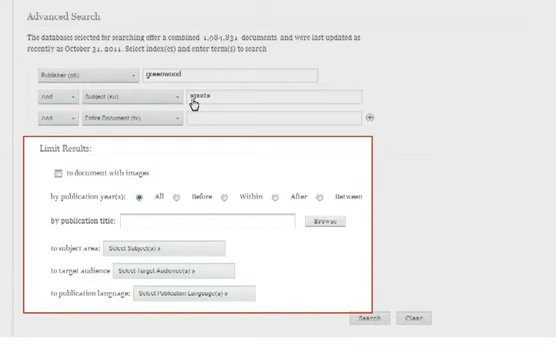 Advanced Search
The databases selected for searching offer a combined 1,984,831 documents and were last updated as
recently as October 31, 2011. Select index(es) and enter term(s) to search
Publisher (pb) greenwood
And Subject (su) sports
And Entire Document (tx)
Limit Results:
to document with images
by publication year(s): All Before Within After Between
by publication title: Browse
to subject area: Select Subject(s) »
to target audience Select Target Audience(s) »
to publication language: Select Publication Language(s) »
Search Clear